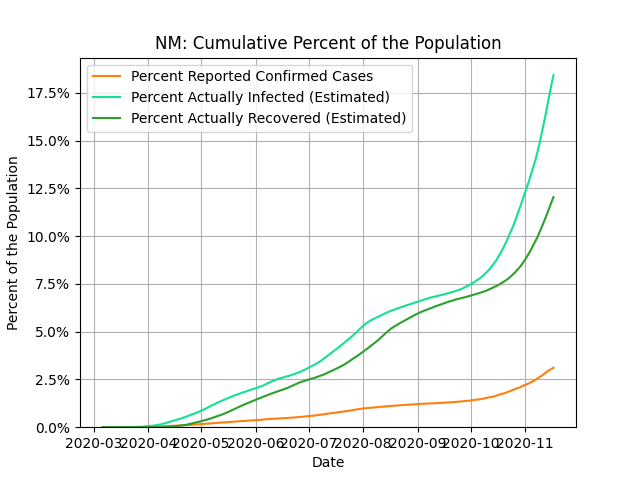 NM: Cumulative Percent of the Population
Percent Reported Confirmed Cases
Percent Actually Infected (Estimated)
Percent Actually Recovered (Estimated)
Percent of the Population
17.5%
15.0%
12.5%
10.0%
7.5%
5.0%
2.5%
0.0%
2020-03 2020-04 2020-05 2020-06 2020-07 2020-08 2020-09 2020-10 2020-11
Date